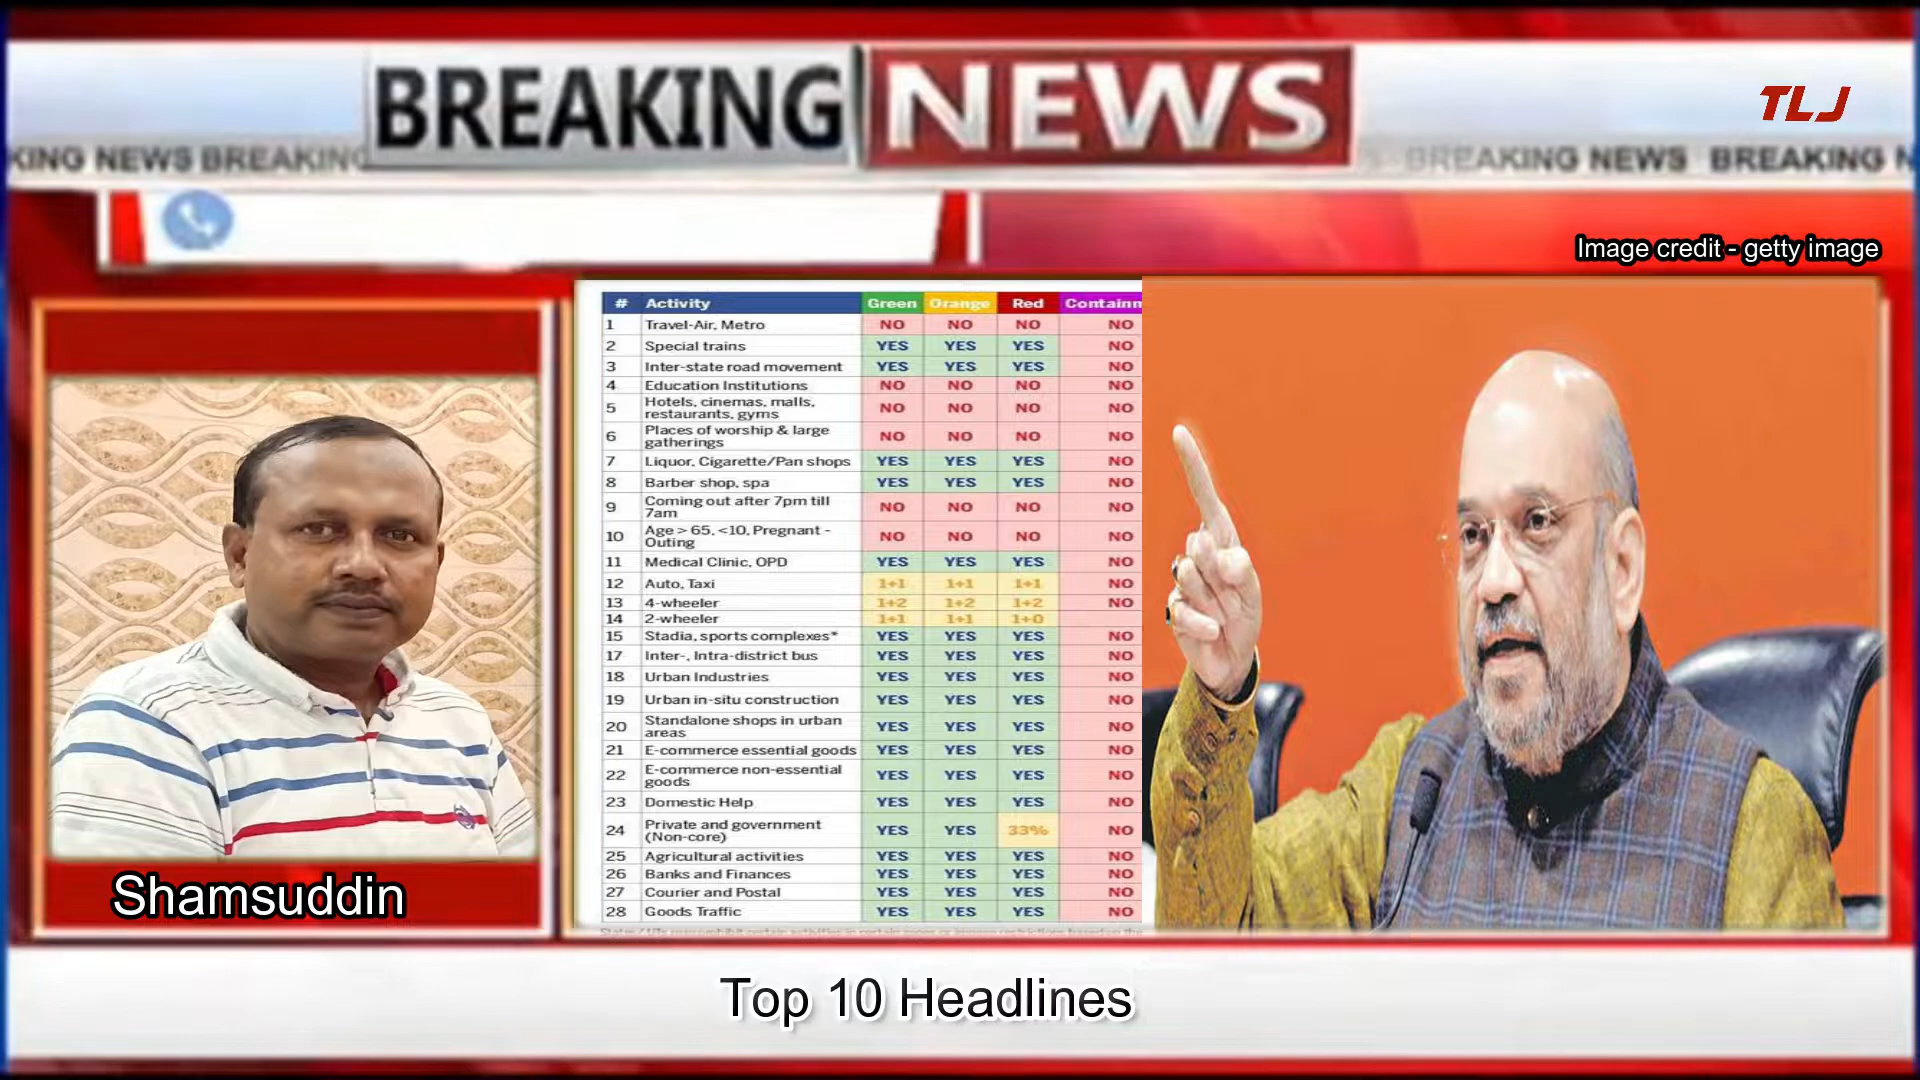 BREAKING NEWS
TLJ
KING NEWS BREAKING
BREAKING NEWS BREAKING N
Image credit - getty image
# Activity Green Orange Red Containm
1 Travel-Air, Metro NO NO NO NO
2 Special trains YES YES YES NO
3 Inter-state road movement YES YES YES NO
4 Education Institutions NO NO NO NO
5 Hotels, cinemas, malls,
restaurants, gyms NO NO NO NO
6 Places of worship & large
gatherings NO NO NO NO
7 Liquor, Cigarette/Pan shops YES YES YES NO
8 Barber shop, spa YES YES YES NO
9 Coming out after 7pm till
7am NO NO NO NO
10 Age > 65, <10, Pregnant -
Outing NO NO NO NO
11 Medical Clinic, OPD YES YES YES NO
12 Auto, Taxi 1+1 1+1 1+1 NO
13 4-wheeler 1+2 1+2 1+2 NO
14 2-wheeler 1+1 1+1 1+0
15 Stadia, sports complexes* YES YES YES NO
17 Inter-, Intra-district bus YES YES YES NO
18 Urban Industries YES YES YES NO
19 Urban in-situ construction YES YES YES NO
20 Standalone shops in urban
areas YES YES YES NO
21 E-commerce essential goods YES YES YES NO
22 E-commerce non-essential
goods YES YES YES NO
23 Domestic Help YES YES YES NO
24 Private and government
(Non-core) YES YES 33% NO
25 Agricultural activities YES YES YES NO
26 Banks and Finances YES YES YES NO
27 Courier and Postal YES YES YES NO
28 Goods Traffic YES YES YES NO
Shamsuddin
Top 10 Headlines